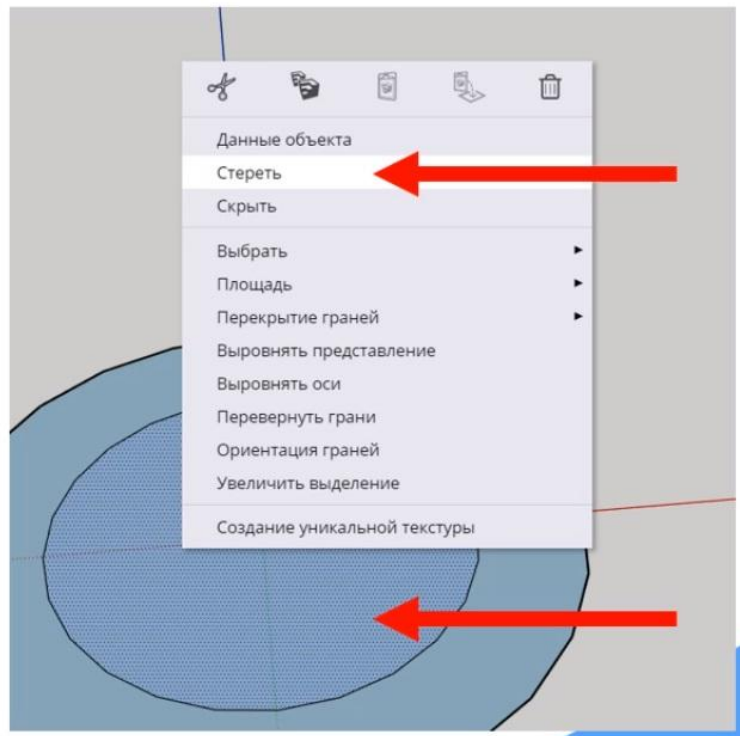 Данные объекта
Стереть
Скрыть
Выбрать
Площадь
Перекрытие граней
Выровнять представление
Выровнять оси
Перевернуть грани
Ориентация граней
Увеличить выделение
Создание уникальной текстуры